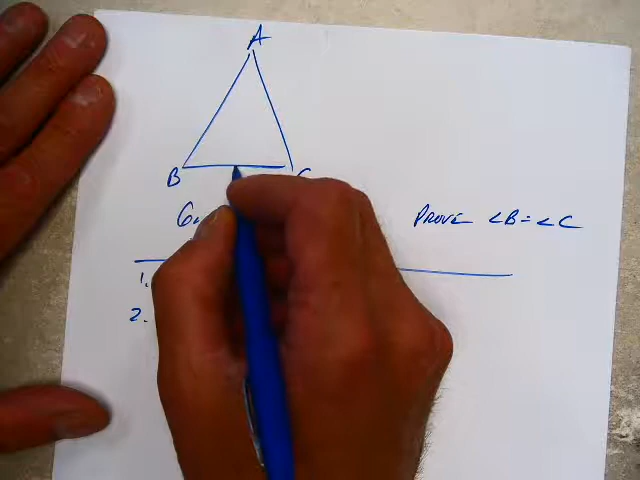 A
B C
PROVE ∠B = ∠C
1.
2.